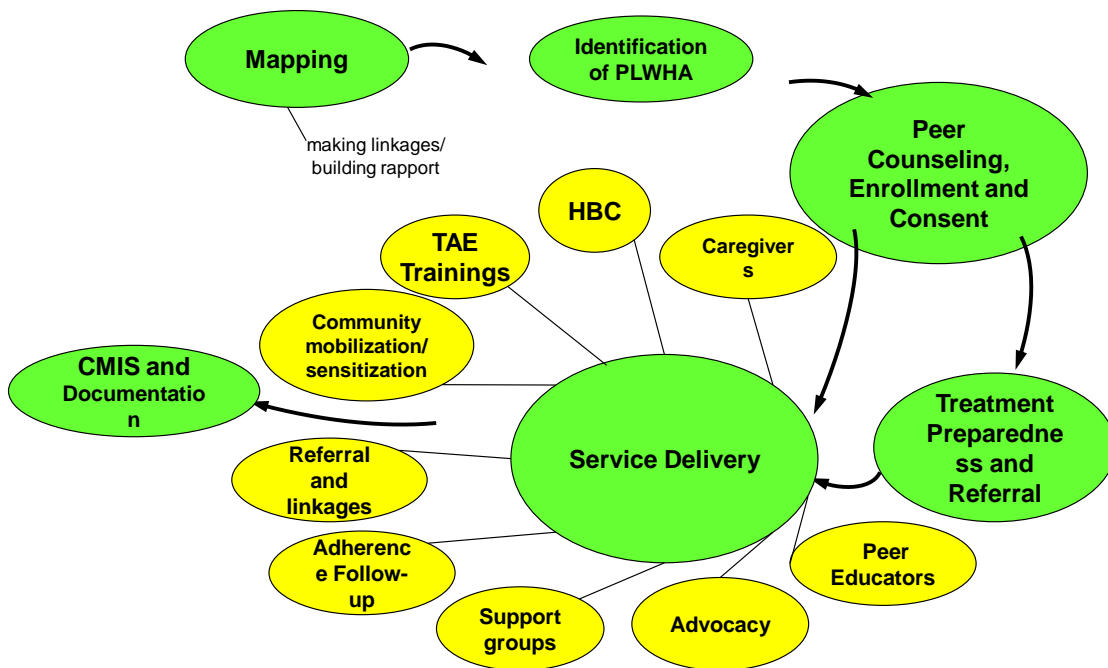 Mapping
Identification
of PLWHA
making linkages/
building rapport
Peer
Counseling,
Enrollment and
Consent
HBC
TAE
Trainings
Caregiver
s
Community
mobilization/
sensitization
CMIS and
Documentatio
n
Service Delivery
Treatment
Preparedne
ss and
Referral
Referral
and
linkages
Adherenc
e Follow-
up
Support
groups
Advocacy
Peer
Educators